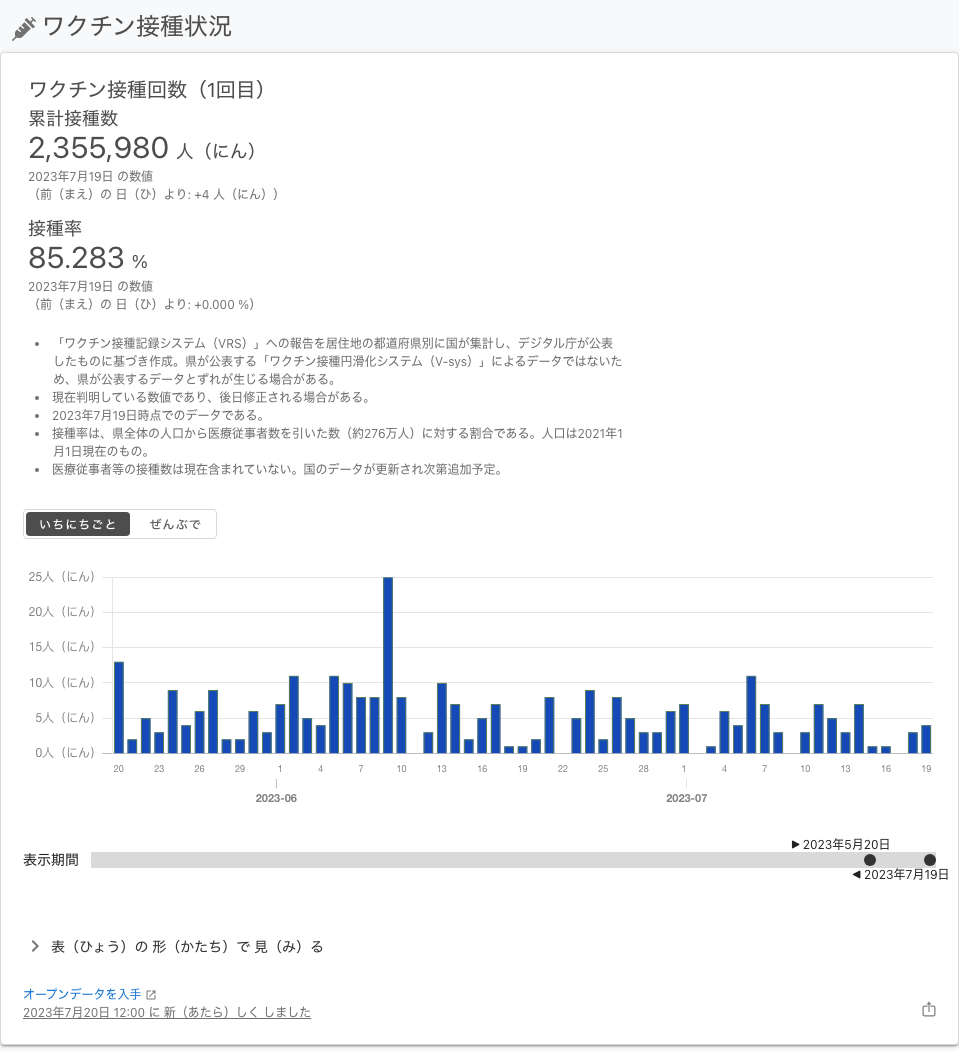 ワクチン接種状況
ワクチン接種回数（1回目）
累計接種数
2,355,980 人（にん）
2023年7月19日 の数値
（前（まえ）の 日（ひ）より: +4 人（にん））
接種率
85.283 %
2023年7月19日 の数値
（前（まえ）の 日（ひ）より: +0.000 %）
• 「ワクチン接種記録システム（VRS）」への報告を居住地の都道府県別に国が集計し、デジタル庁が公表
したものに基づき作成。県が公表する「ワクチン接種円滑化システム（V-sys）」によるデータではないた
め、県が公表するデータとずれが生じる場合がある。
• 現在判明している数値であり、後日修正される場合がある。
• 2023年7月19日時点でのデータである。
• 接種率は、県全体の人口から医療従事者数を引いた数（約276万人）に対する割合である。人口は2021年1
月1日現在のもの。
• 医療従事者等の接種数は現在含まれていない。国のデータが更新され次第追加予定。
いちにちごと ぜんぶで
25人（にん）
20人（にん）
15人（にん）
10人（にん）
5人（にん）
0人（にん）
20 23 26 29 1 4 7 10 13 16 19 22 25 28 1 4 7 10 13 16 19
2023-06 2023-07
▶ 2023年5月20日
表示期間
◀ 2023年7月19日
表（ひょう）の 形（かたち）で 見（み）る
オープンデータを入手
2023年7月20日 12:00 に 新（あたら）しく しました